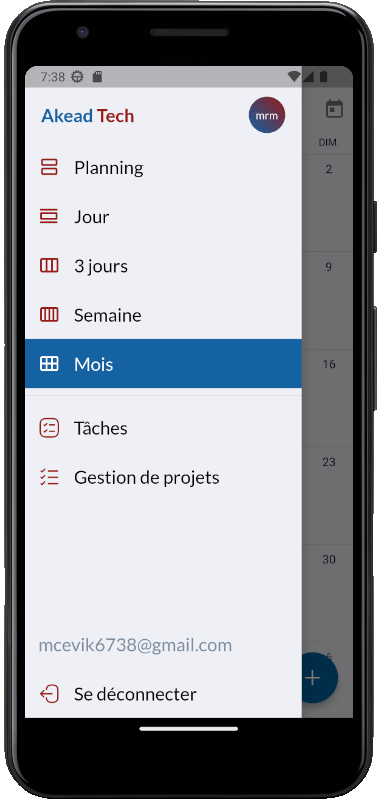 7:38
Akead Tech
mrm
DIM.
Planning
2
Jour
3 jours
9
Semaine
Mois
16
Tâches
23
Gestion de projets
30
mcevik6738@gmail.com
6
Se déconnecter